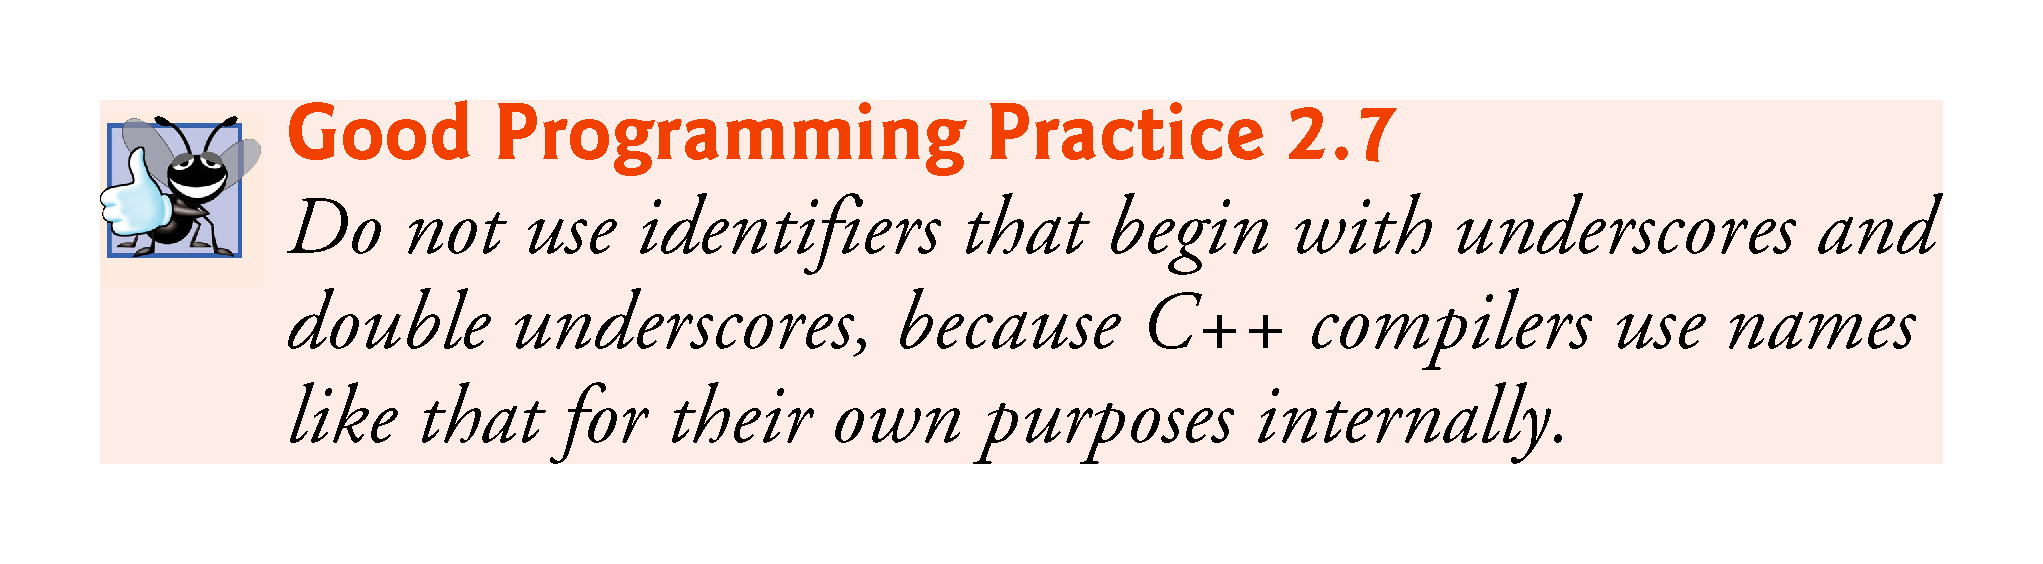 Good Programming Practice 2.7
Do not use identifiers that begin with underscores and
double underscores, because C++ compilers use names
like that for their own purposes internally.